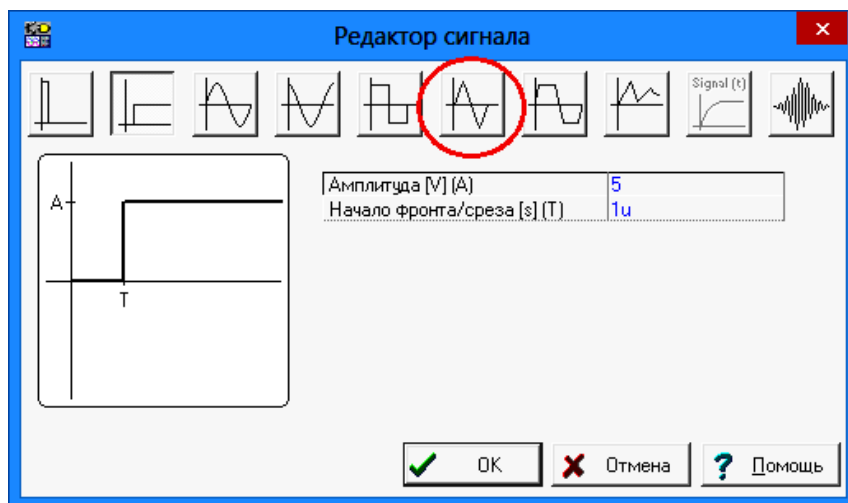 Редактор сигнала
Signal (t)
A
T
Амплитуда [V] (A) 5
Начало фронта/среза [s] (T) 1u
OK
Отмена
Помощь